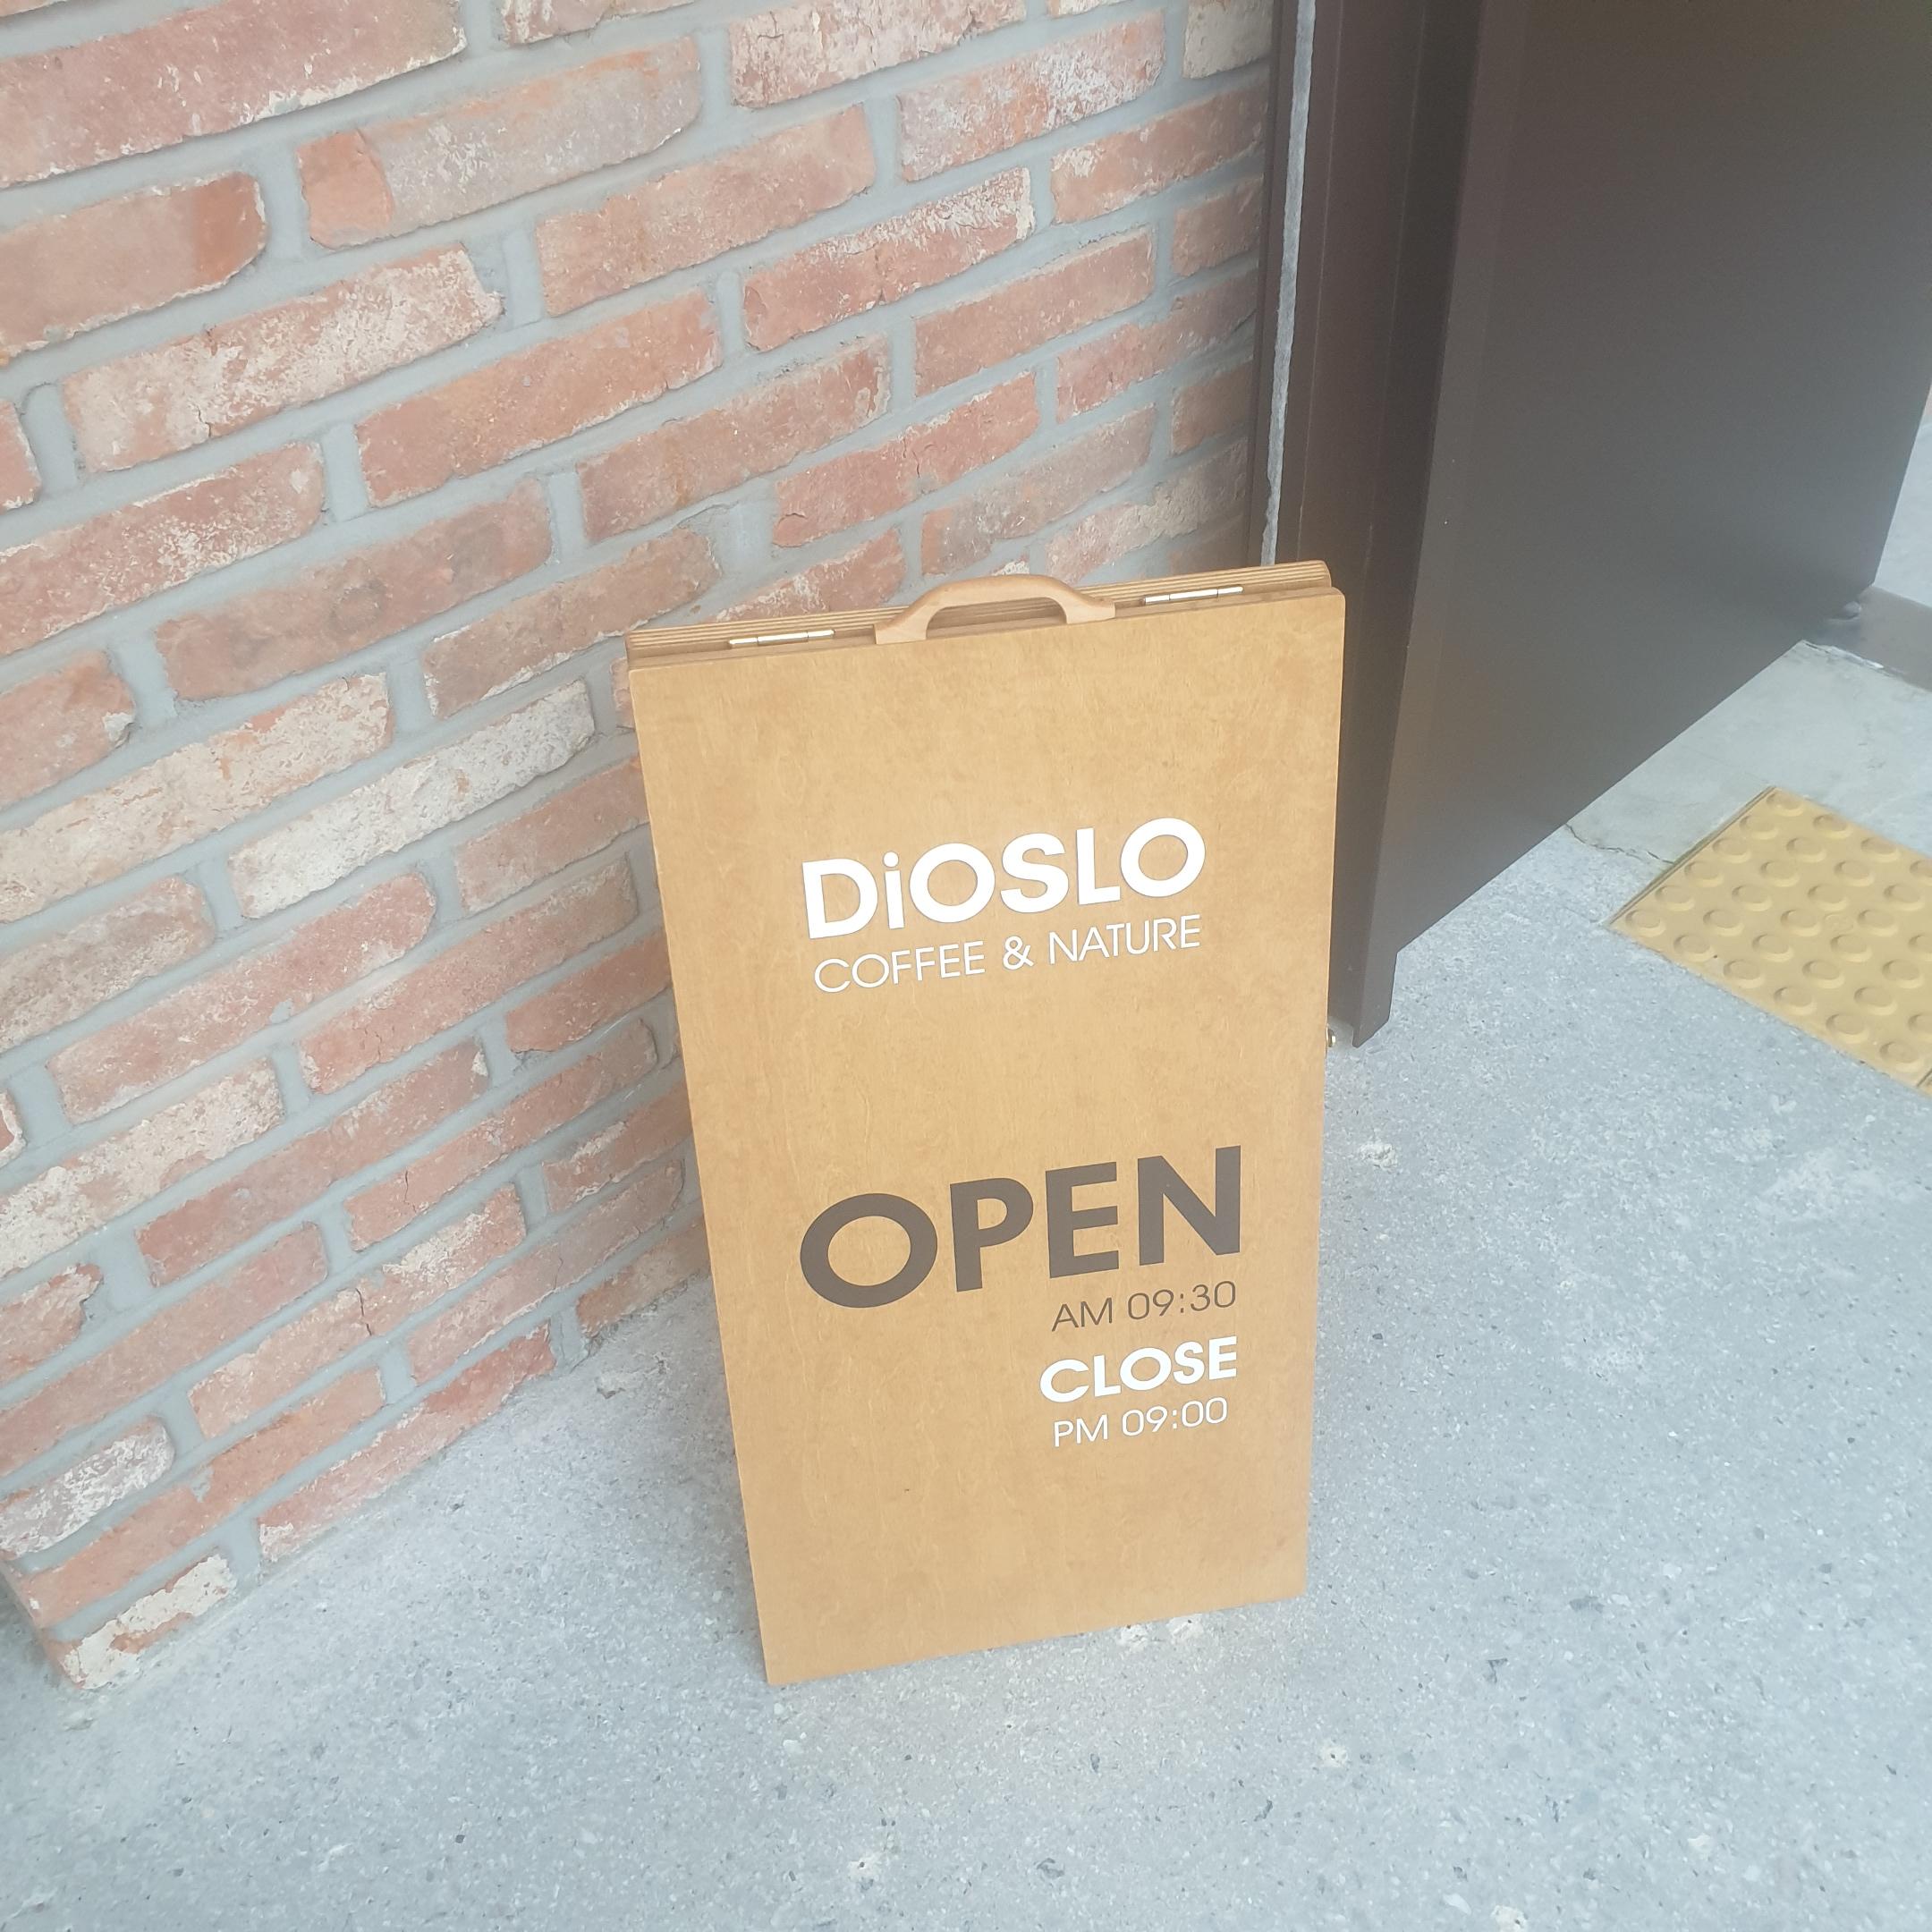 DiOSLO
COFFEE & NATURE
OPEN
AM 09:30
CLOSE
PM 09:00